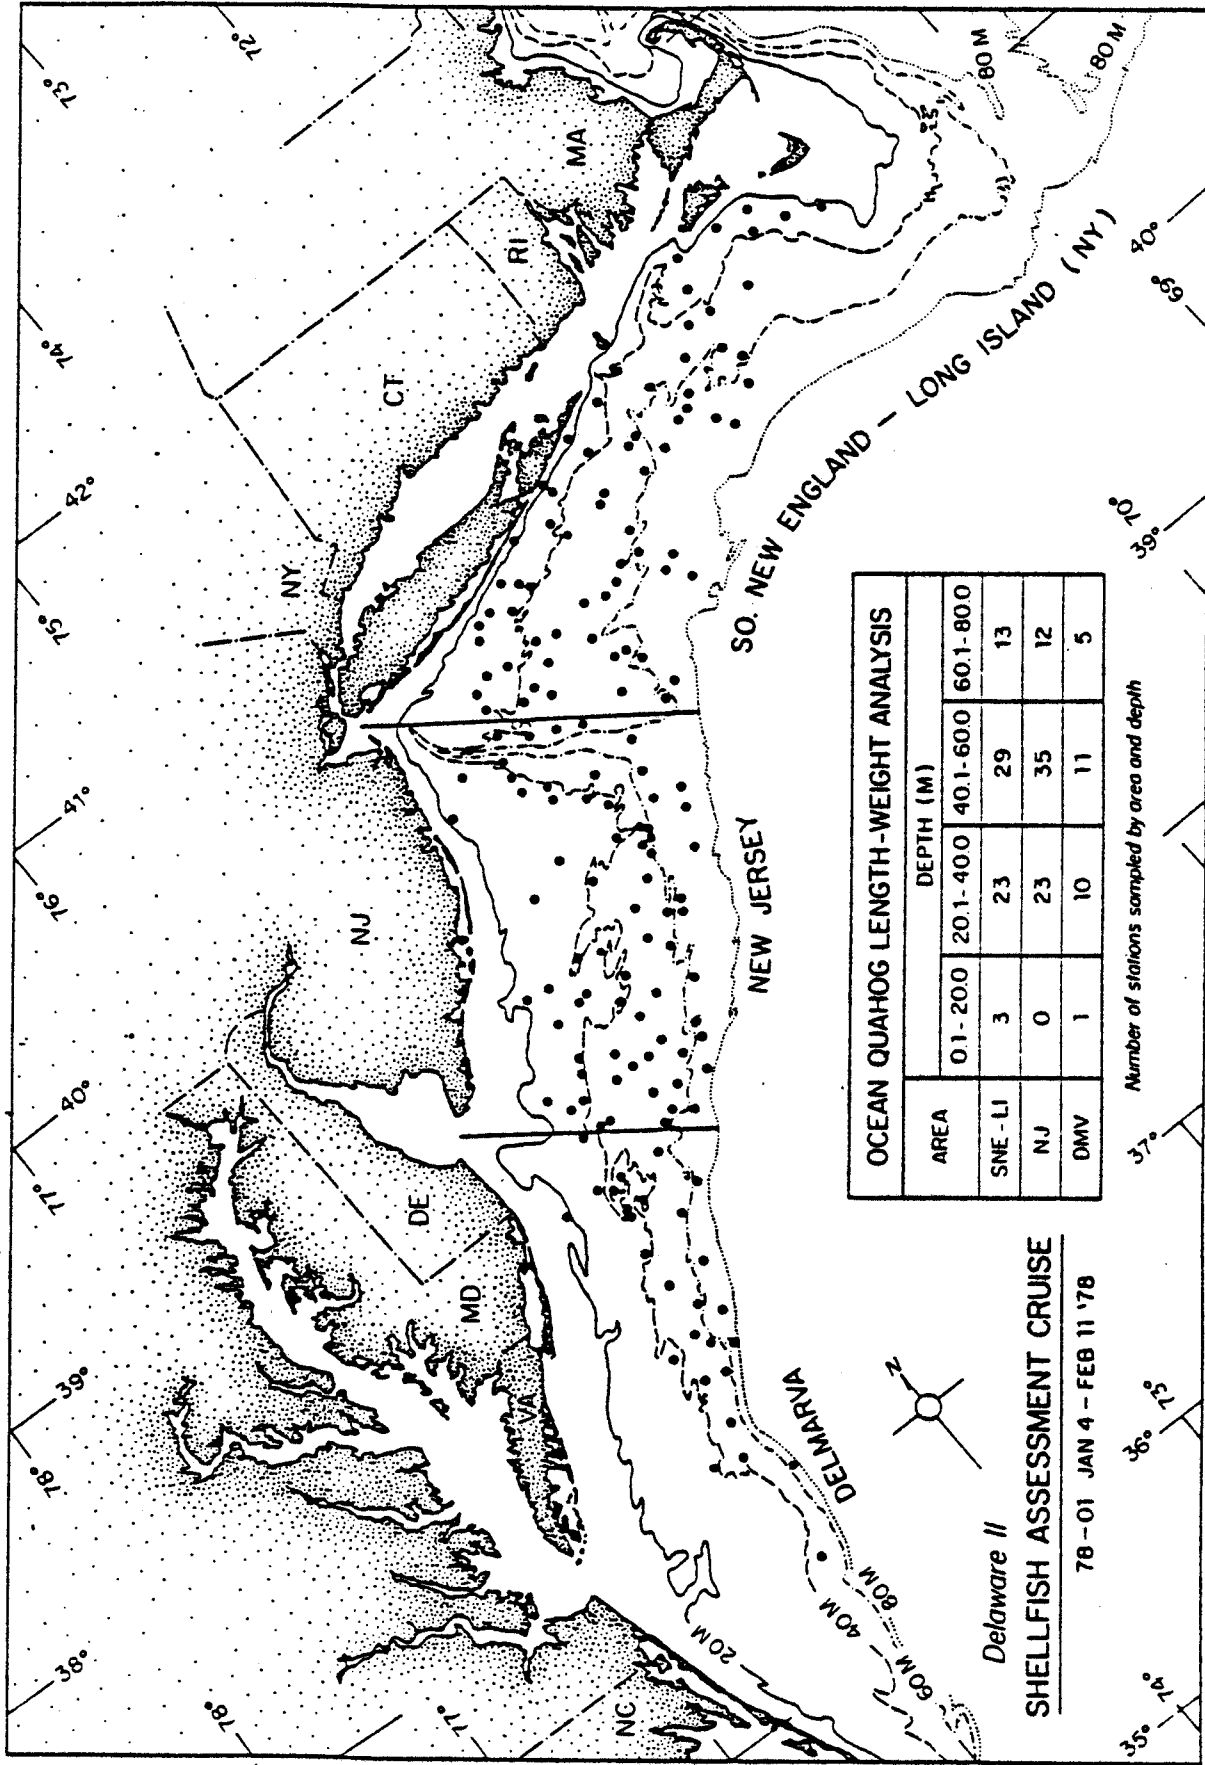 38°
39°
40°
41°
42°
78°
77°
76°
75°
74°
73°
72°
78°
77°
NC
VA
MD
DE
NJ
NY
CT
RI
MA
20M
40M
60M
80M
80 M
80 M
DELMARVA
NEW JERSEY
SO. NEW ENGLAND – LONG ISLAND (NY)
N
35°
74°
36°
73°
37°
39°
70°
40°
69°
Delaware II
SHELLFISH ASSESSMENT CRUISE
78-01 JAN 4 – FEB 11 '78
OCEAN QUAHOG LENGTH-WEIGHT ANALYSIS
AREA DEPTH (M)
0.1-20.0 20.1-40.0 40.1-60.0 60.1-80.0
SNE-LI 3 23 29 13
NJ 0 23 35 12
DMV 1 10 11 5
Number of stations sampled by area and depth